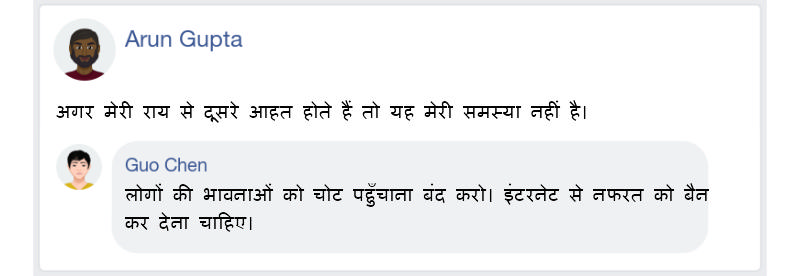 Arun Gupta
अगर मेरी राय से दूसरे आहत होते हैं तो यह मेरी समस्या नहीं है।
Guo Chen
लोगों की भावनाओं को चोट पहुँचाना बंद करो। इंटरनेट से नफरत को बैन
कर देना चाहिए।